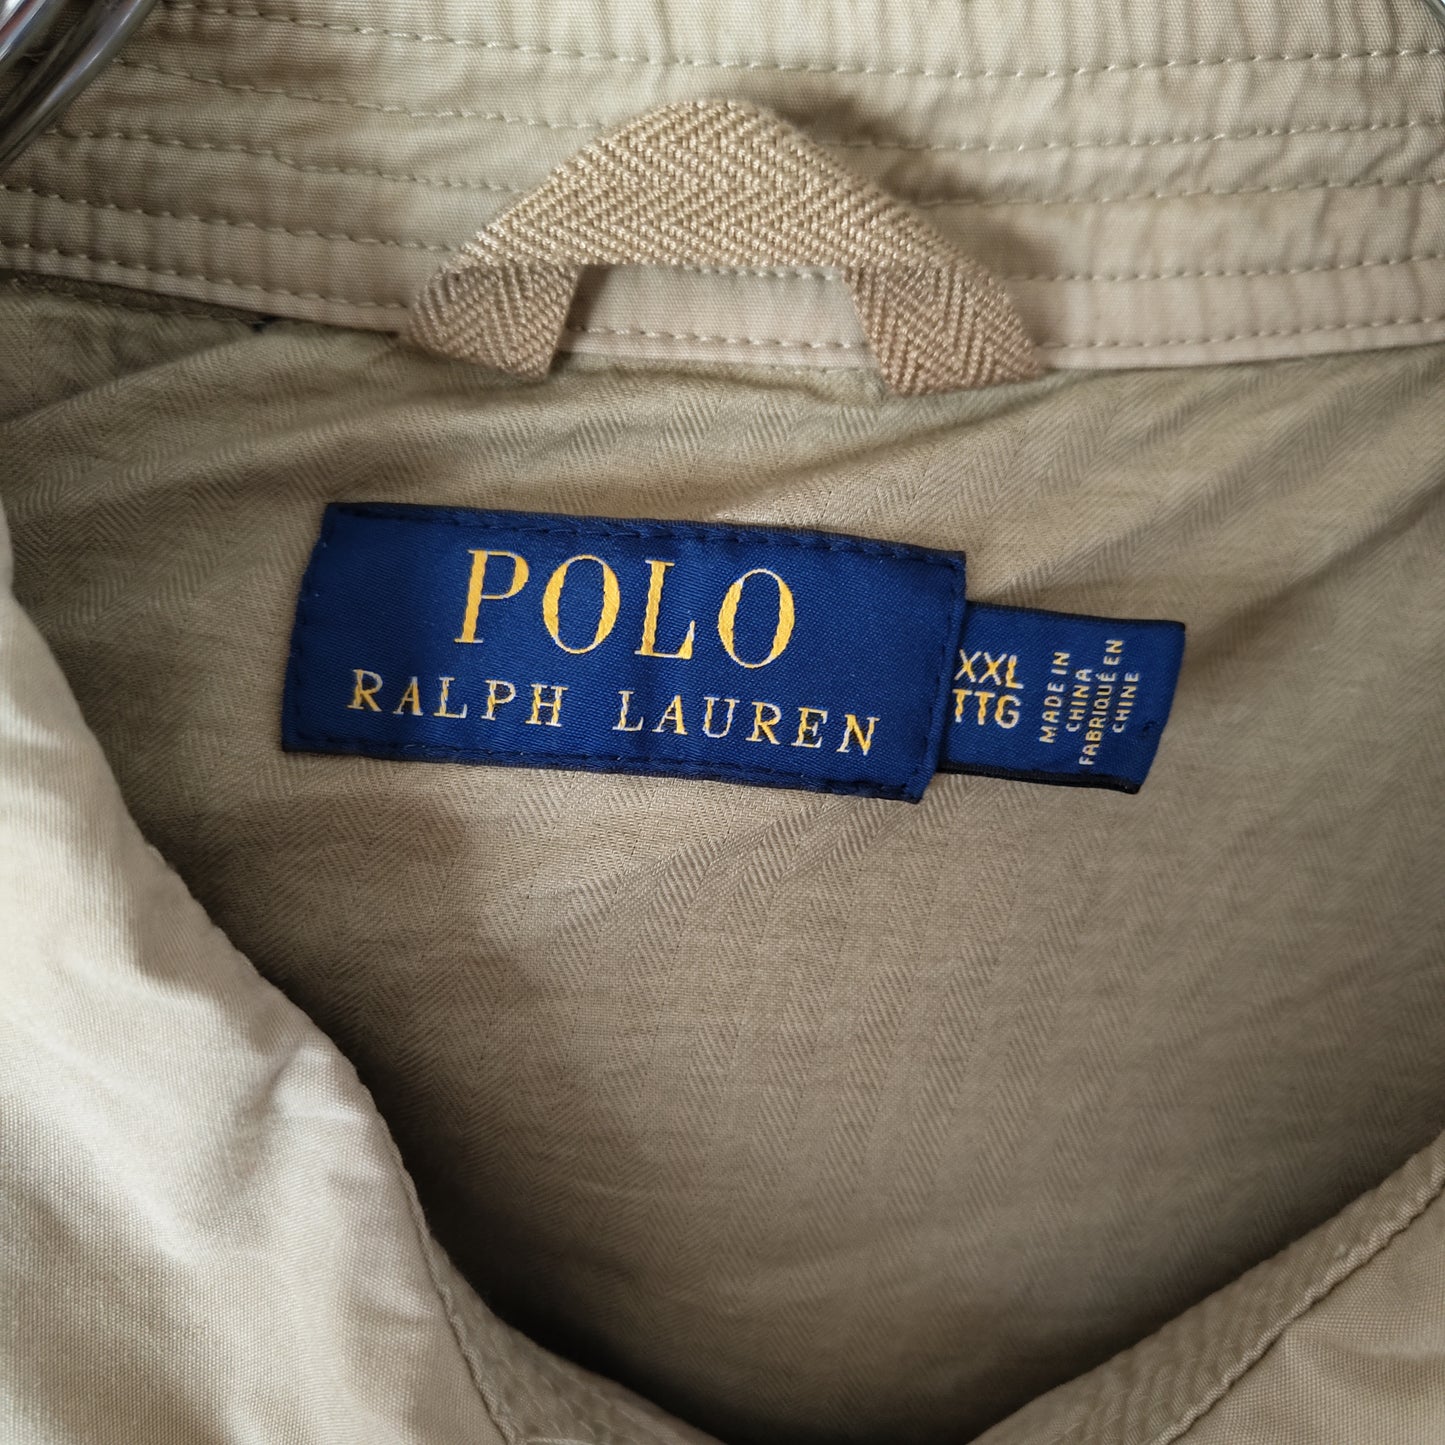 POLO
RALPH LAUREN
XXL
TTG
MADE IN
CHINA
FABRIQUÉ EN
CHINE